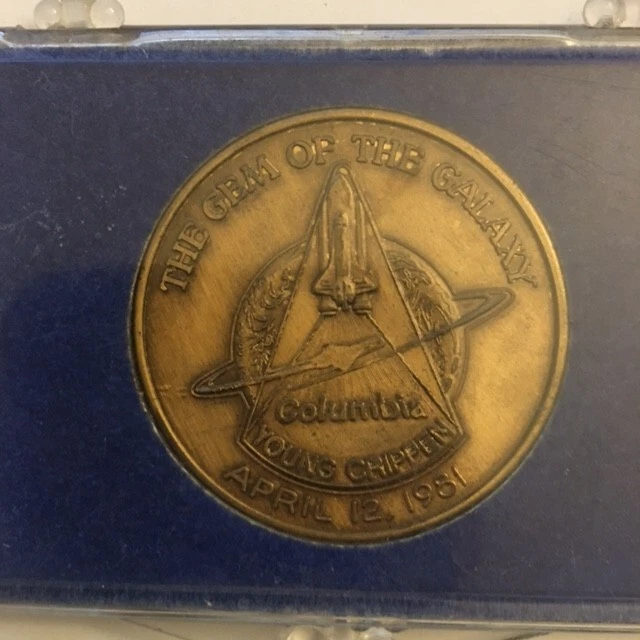 THE GEM OF THE GALAXY
Columbia
YOUNG CRIPPEN
APRIL 12, 1981